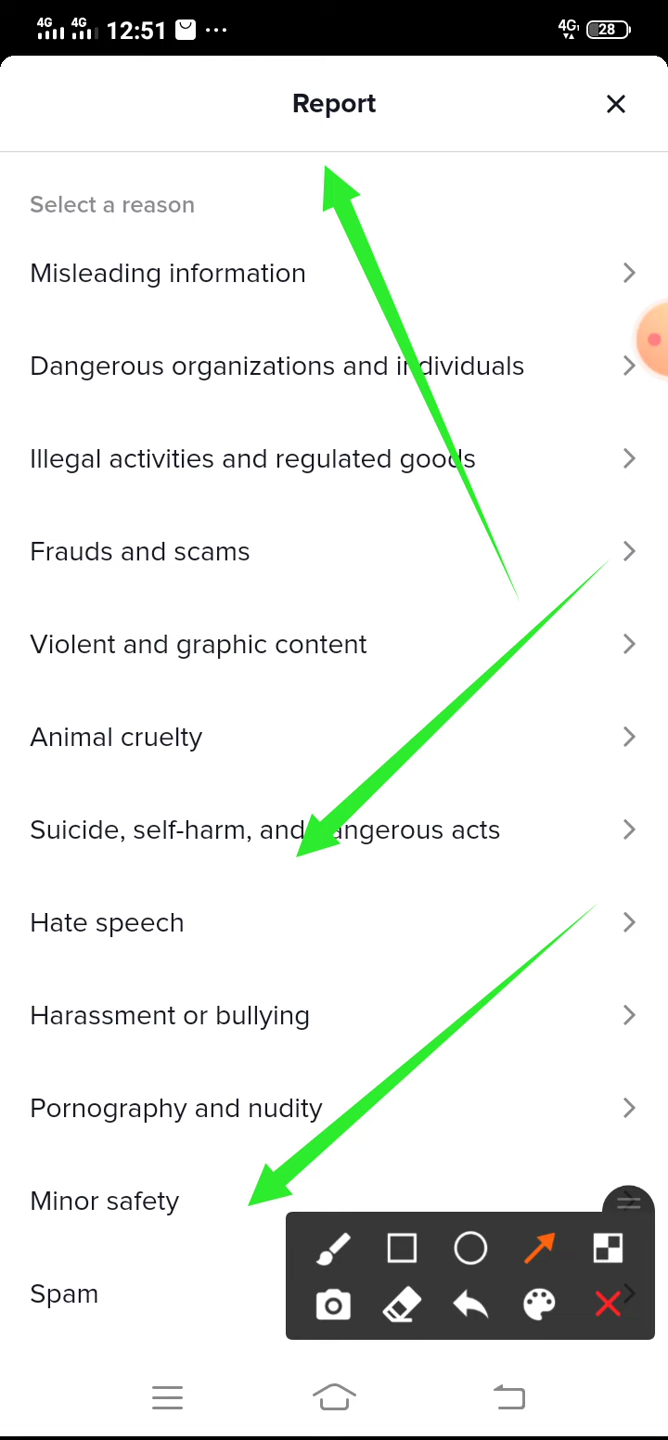 4G 4G 12:51 ... 4G 28
Report
Select a reason
Misleading information
Dangerous organizations and individuals
Illegal activities and regulated goods
Frauds and scams
Violent and graphic content
Animal cruelty
Suicide, self-harm, and dangerous acts
Hate speech
Harassment or bullying
Pornography and nudity
Minor safety
Spam